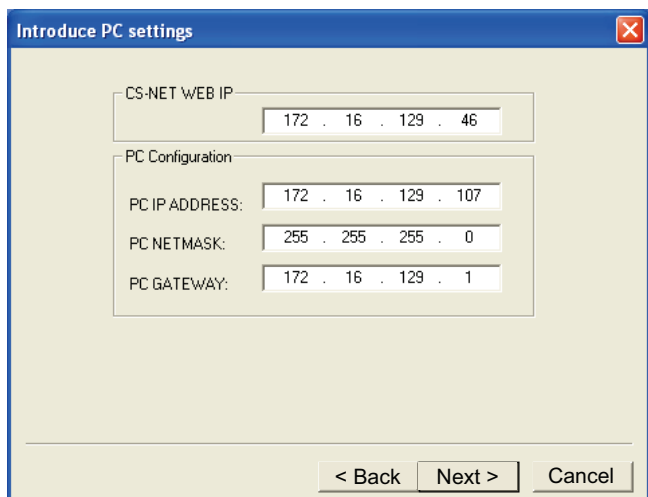 Introduce PC settings
CS-NET WEB IP
172 . 16 . 129 . 46
PC Configuration
PC IP ADDRESS: 172 . 16 . 129 . 107
PC NETMASK: 255 . 255 . 255 . 0
PC GATEWAY: 172 . 16 . 129 . 1
< Back Next > Cancel